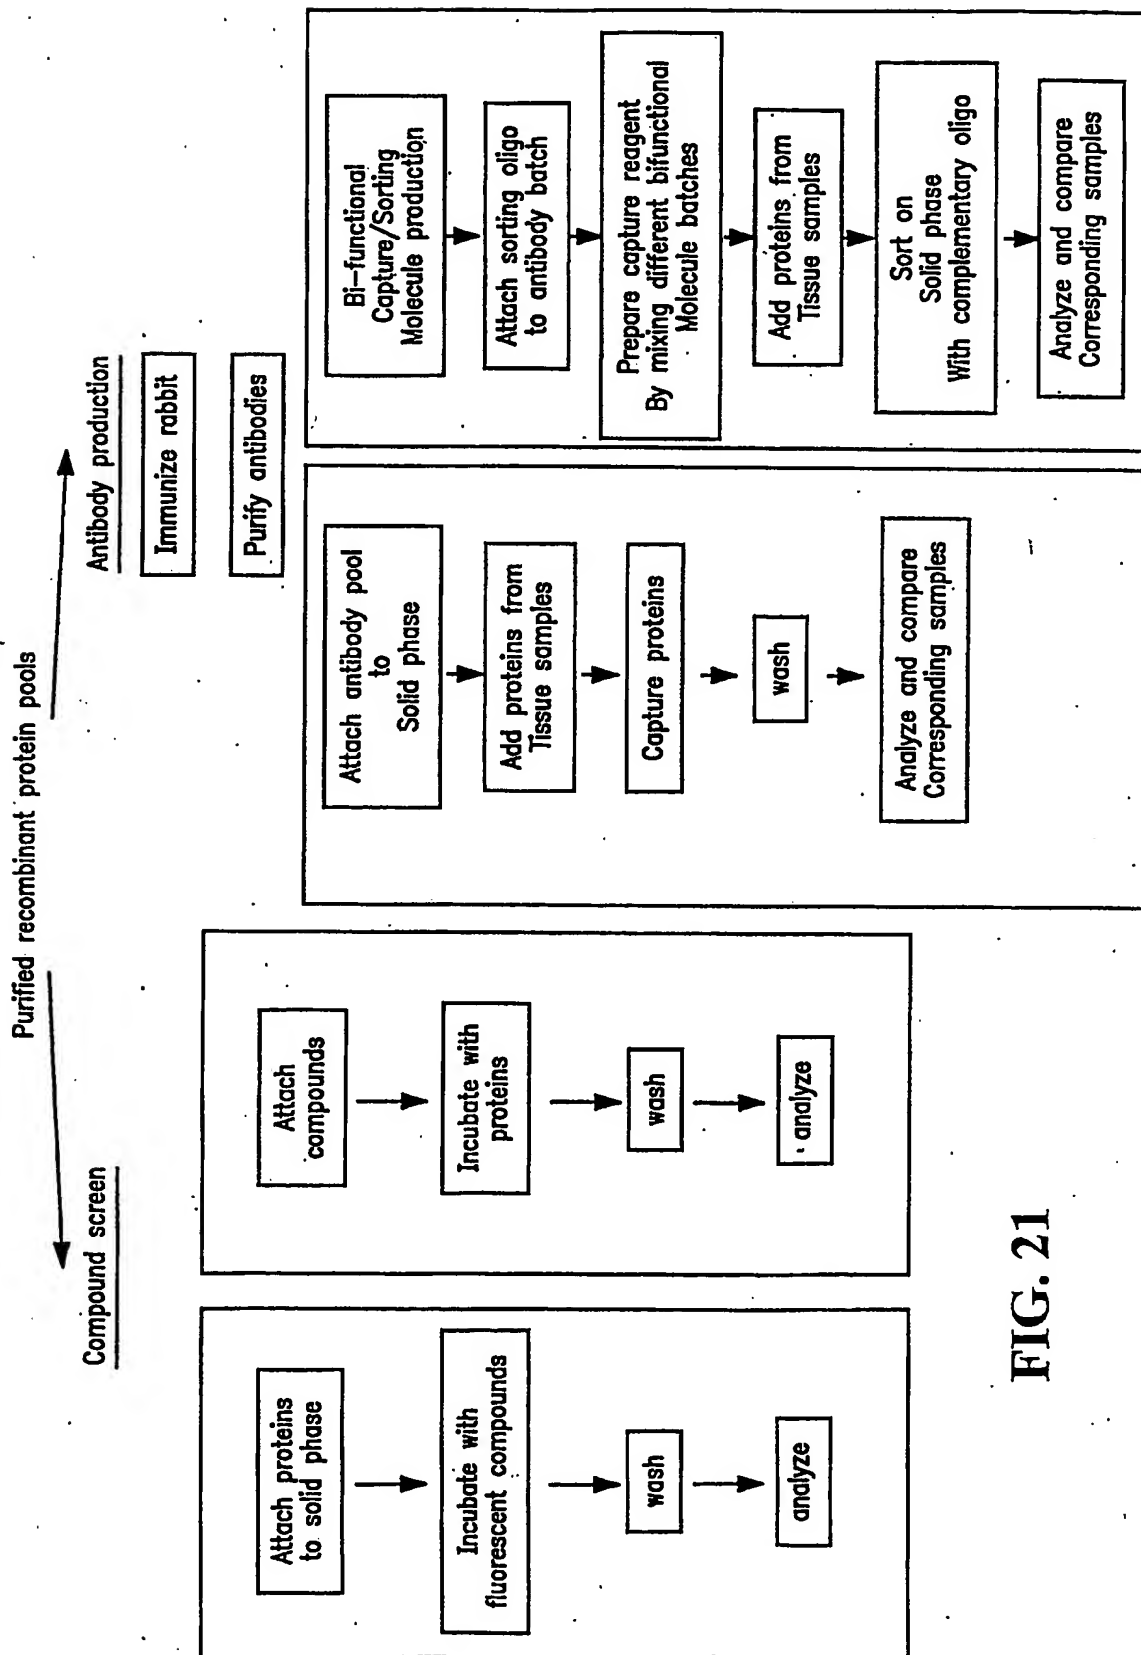 Purified recombinant protein pools
Compound screen
Attach proteins
to solid phase
Incubate with
fluorescent compounds
wash
analyze
Attach
compounds
Incubate with
proteins
wash
analyze
Antibody production
Immunize rabbit
Purify antibodies
Attach antibody pool
to
Solid phase
Add proteins from
Tissue samples
Capture proteins
wash
Analyze and compare
Corresponding samples
Bi-functional
Capture/Sorting
Molecule production
Attach sorting oligo
to antibody batch
Prepare capture reagent
By mixing different bifunctional
Molecule batches
Add proteins from
Tissue samples
Sort on
Solid phase
With complementary oligo
Analyze and compare
Corresponding samples
FIG. 21